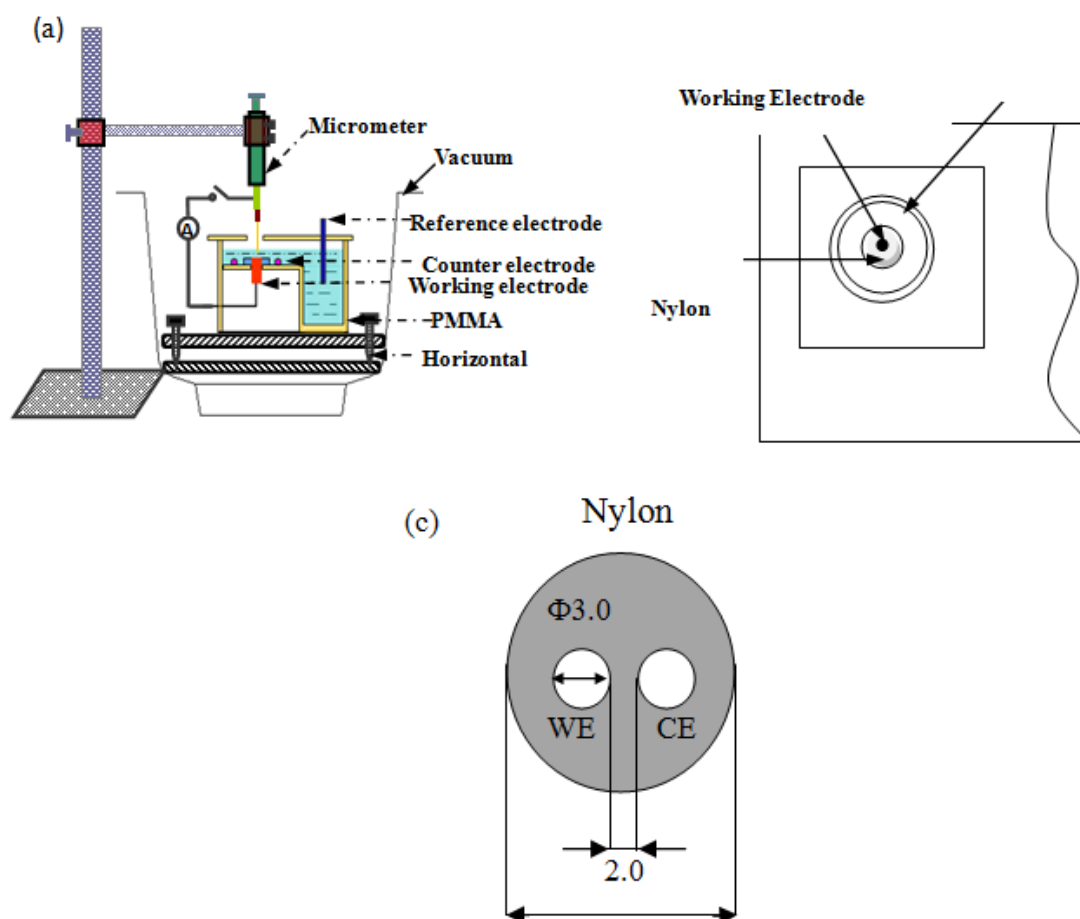 (a)
Micrometer
Vacuum
Reference electrode
Counter electrode
Working electrode
PMMA
Horizontal
A
Working Electrode
Nylon
(c)
Nylon
Φ3.0
WE
CE
2.0